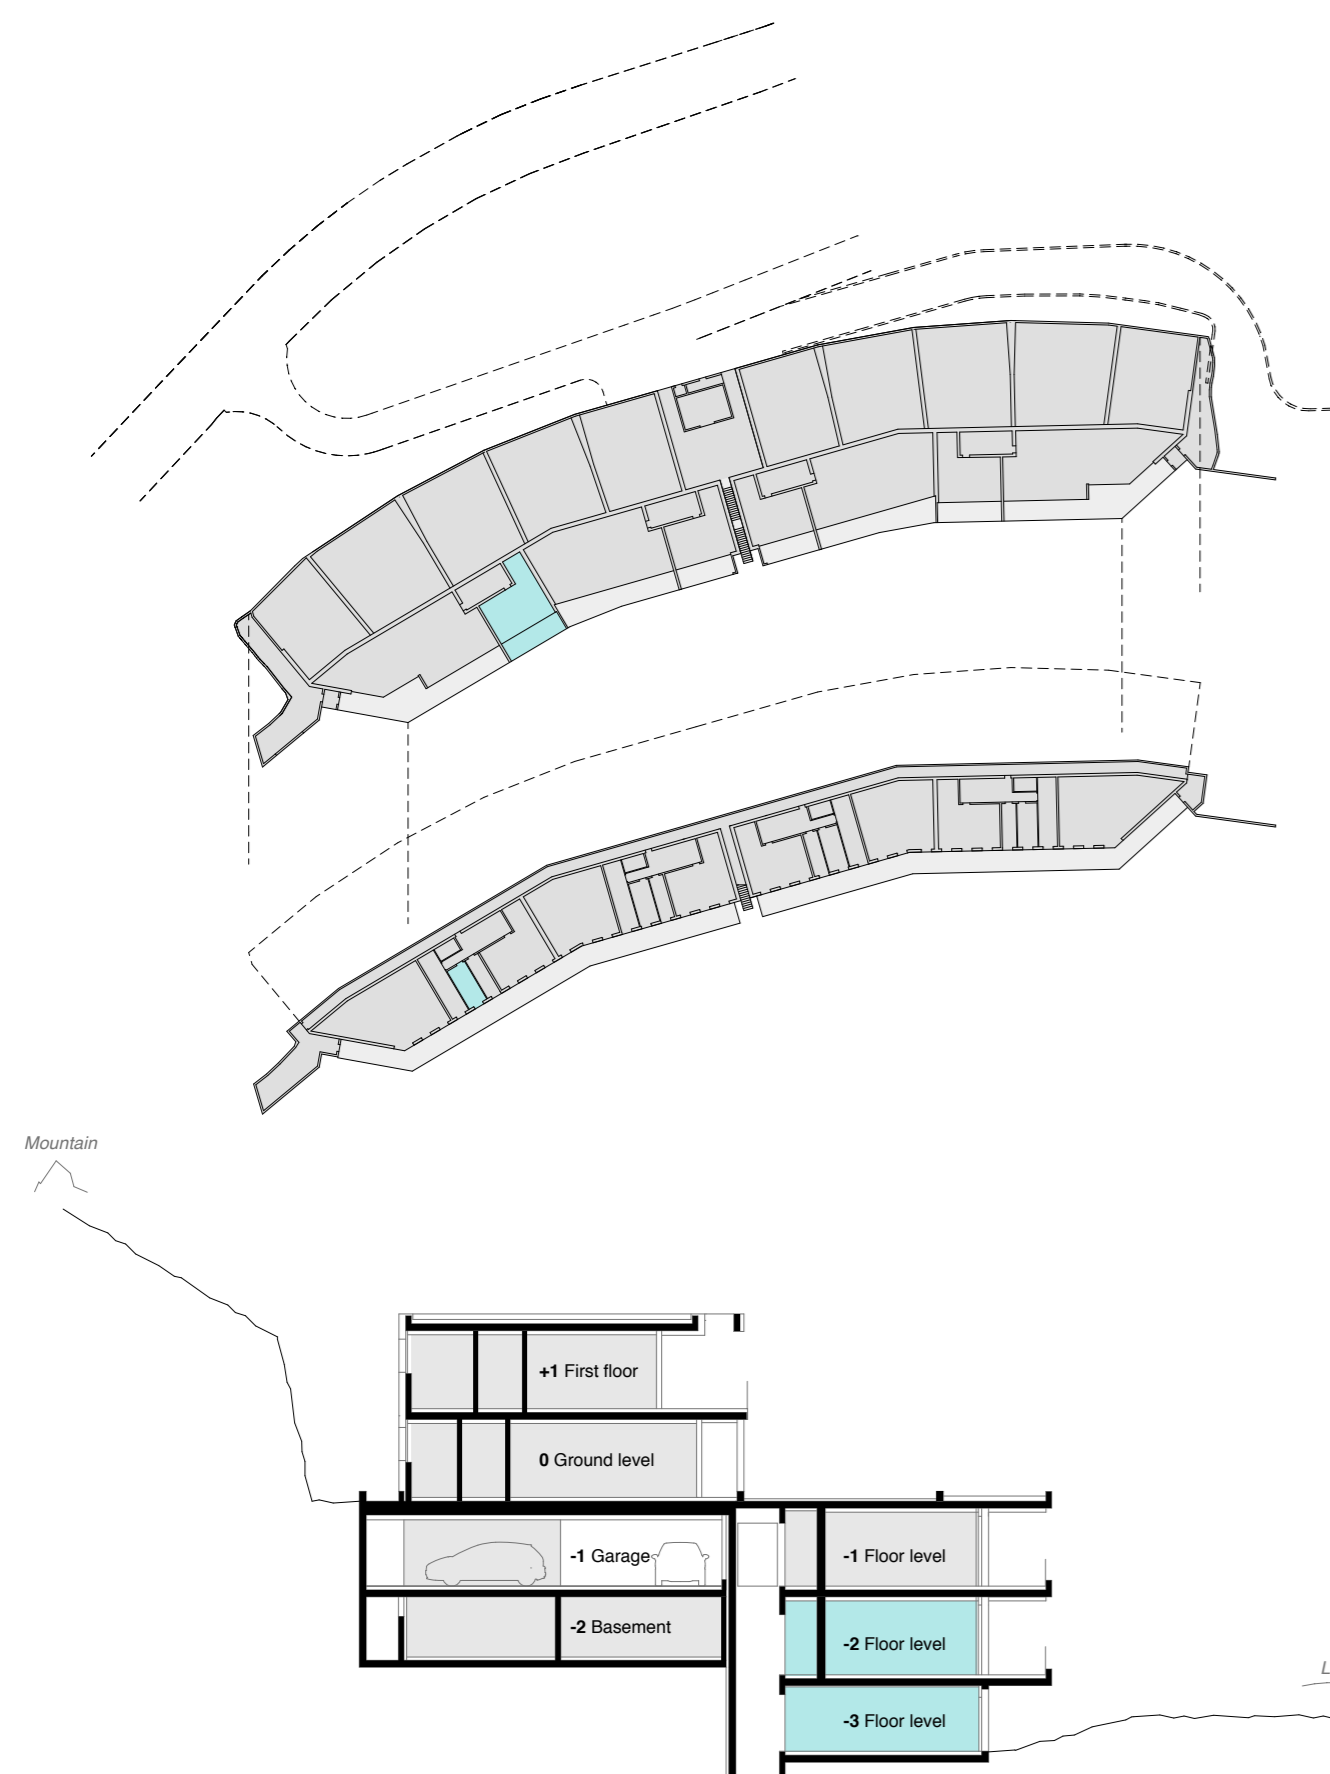 Mountain
+1 First floor
0 Ground level
-1 Garage
-1 Floor level
-2 Basement
-2 Floor level
-3 Floor level